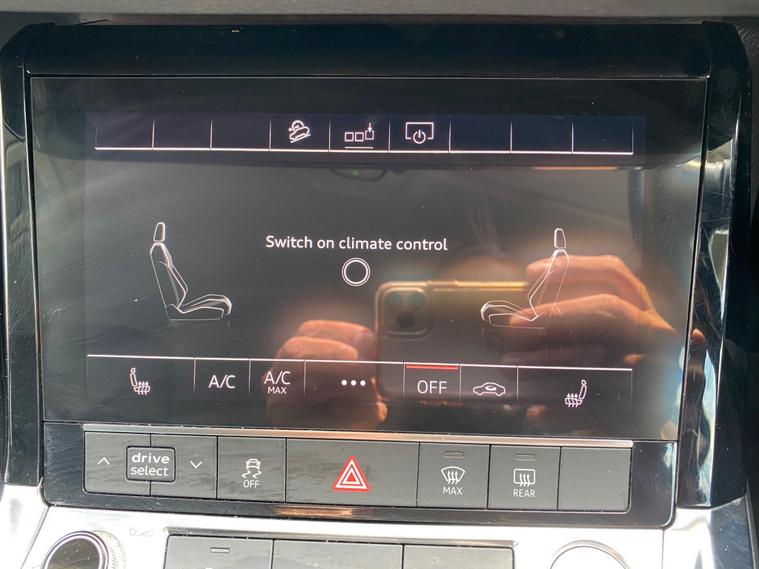 Switch on climate control
A/C
A/C
MAX
OFF
drive
select
OFF
MAX
REAR